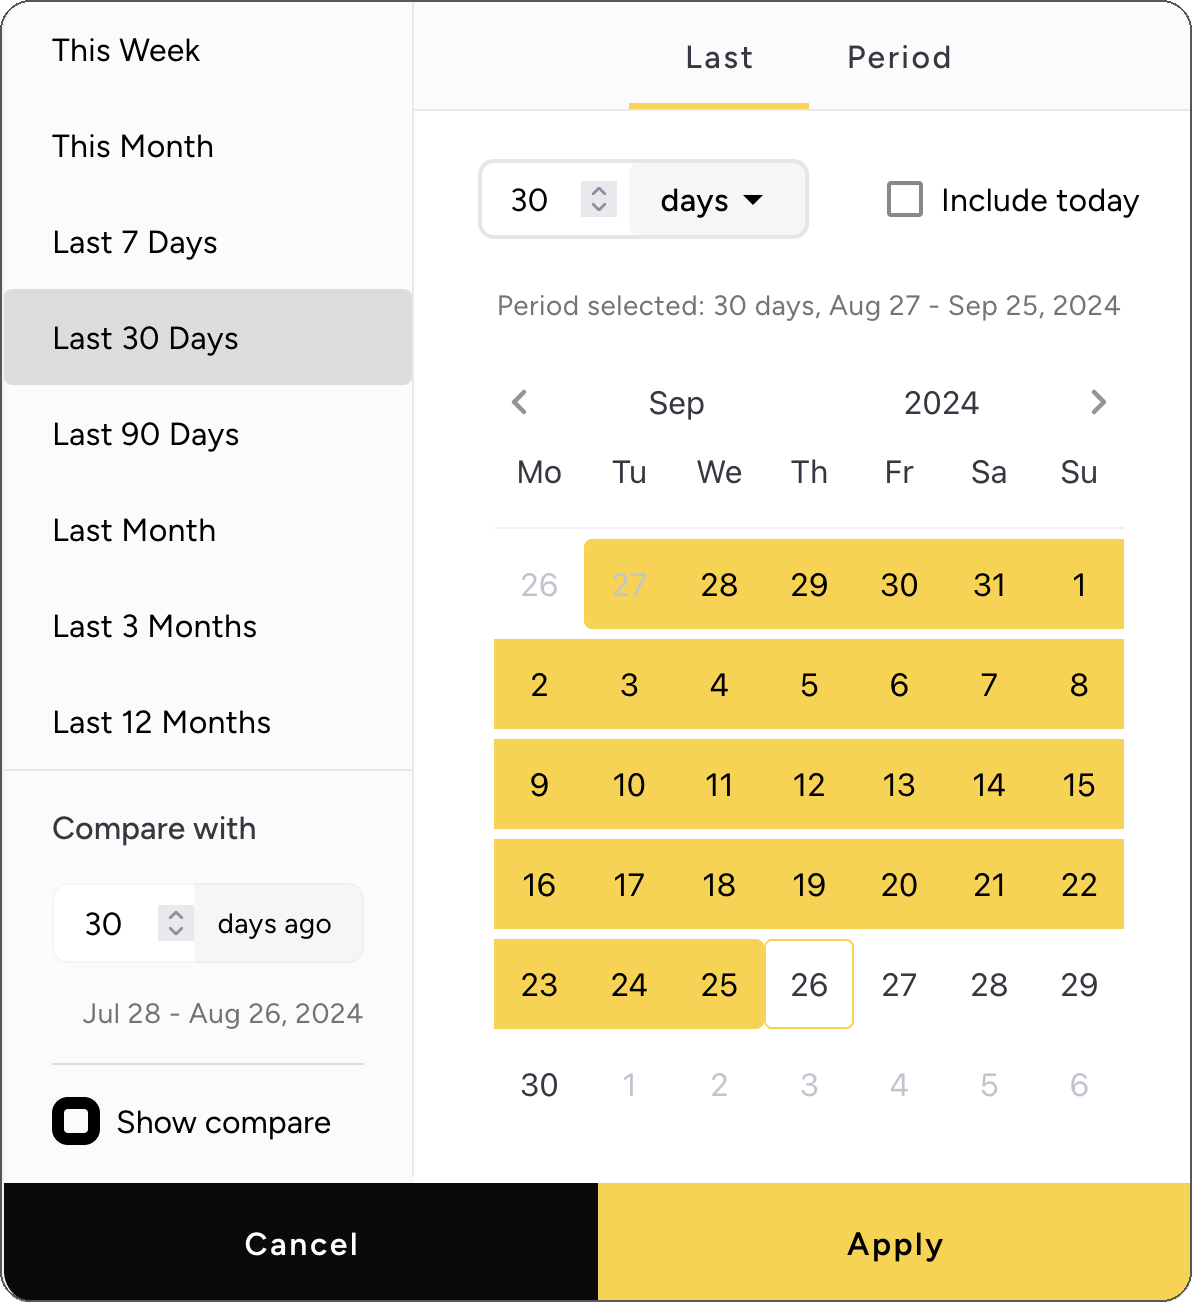 This Week
This Month
Last 7 Days
Last 30 Days
Last 90 Days
Last Month
Last 3 Months
Last 12 Months
Compare with
30 days ago
Jul 28 - Aug 26, 2024
Show compare
Last Period
30 days Include today
Period selected: 30 days, Aug 27 - Sep 25, 2024
Sep 2024
Mo Tu We Th Fr Sa Su
26 27 28 29 30 31 1
2 3 4 5 6 7 8
9 10 11 12 13 14 15
16 17 18 19 20 21 22
23 24 25 26 27 28 29
30 1 2 3 4 5 6
Cancel Apply